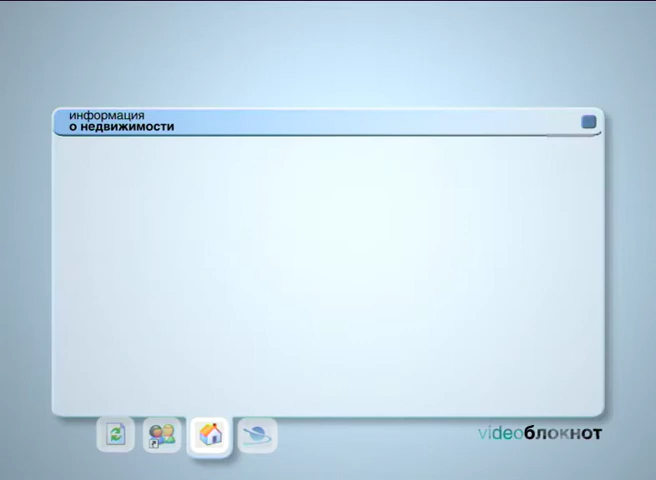 информация
о недвижимости
videoблокнот